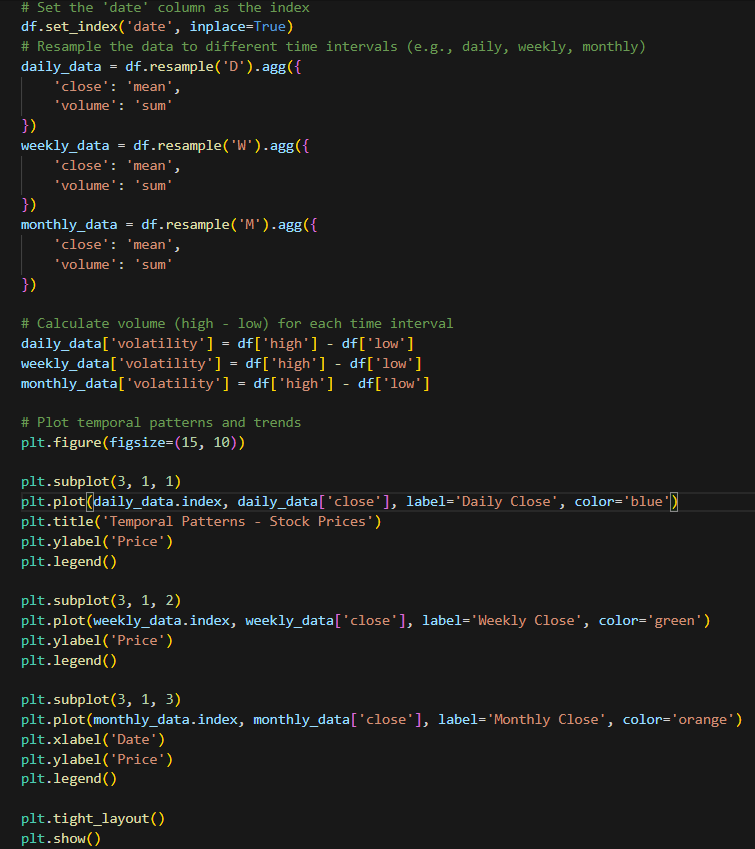 # Set the 'date' column as the index
df.set_index('date', inplace=True)
# Resample the data to different time intervals (e.g., daily, weekly, monthly)
daily_data = df.resample('D').agg({
    'close': 'mean',
    'volume': 'sum'
})
weekly_data = df.resample('W').agg({
    'close': 'mean',
    'volume': 'sum'
})
monthly_data = df.resample('M').agg({
    'close': 'mean',
    'volume': 'sum'
})

# Calculate volume (high - low) for each time interval
daily_data['volatility'] = df['high'] - df['low']
weekly_data['volatility'] = df['high'] - df['low']
monthly_data['volatility'] = df['high'] - df['low']

# Plot temporal patterns and trends
plt.figure(figsize=(15, 10))

plt.subplot(3, 1, 1)
plt.plot(daily_data.index, daily_data['close'], label='Daily Close', color='blue')
plt.title('Temporal Patterns - Stock Prices')
plt.ylabel('Price')
plt.legend()

plt.subplot(3, 1, 2)
plt.plot(weekly_data.index, weekly_data['close'], label='Weekly Close', color='green')
plt.ylabel('Price')
plt.legend()

plt.subplot(3, 1, 3)
plt.plot(monthly_data.index, monthly_data['close'], label='Monthly Close', color='orange')
plt.xlabel('Date')
plt.ylabel('Price')
plt.legend()

plt.tight_layout()
plt.show()